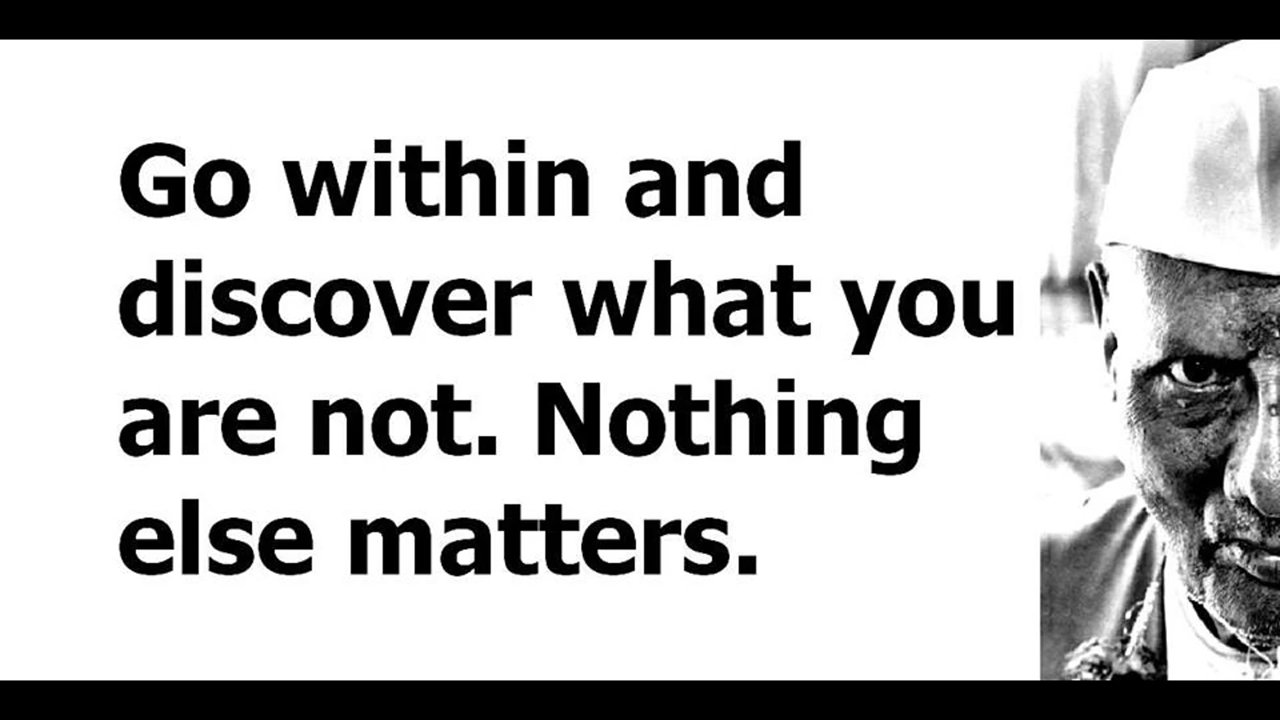 Go within and
discover what you
are not. Nothing
else matters.